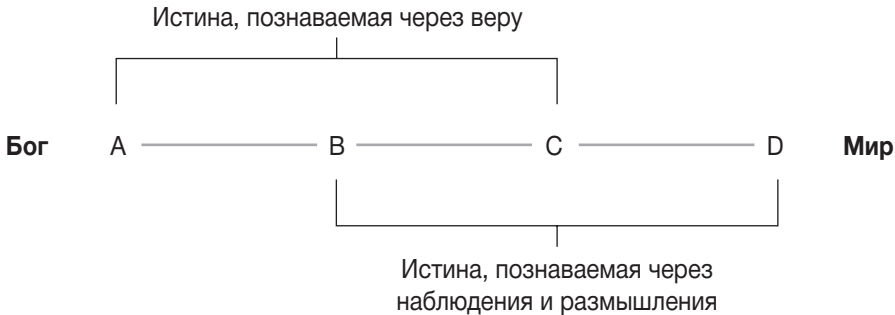 Истина, познаваемая через веру
Бог A B C D Мир
Истина, познаваемая через
наблюдения и размышления